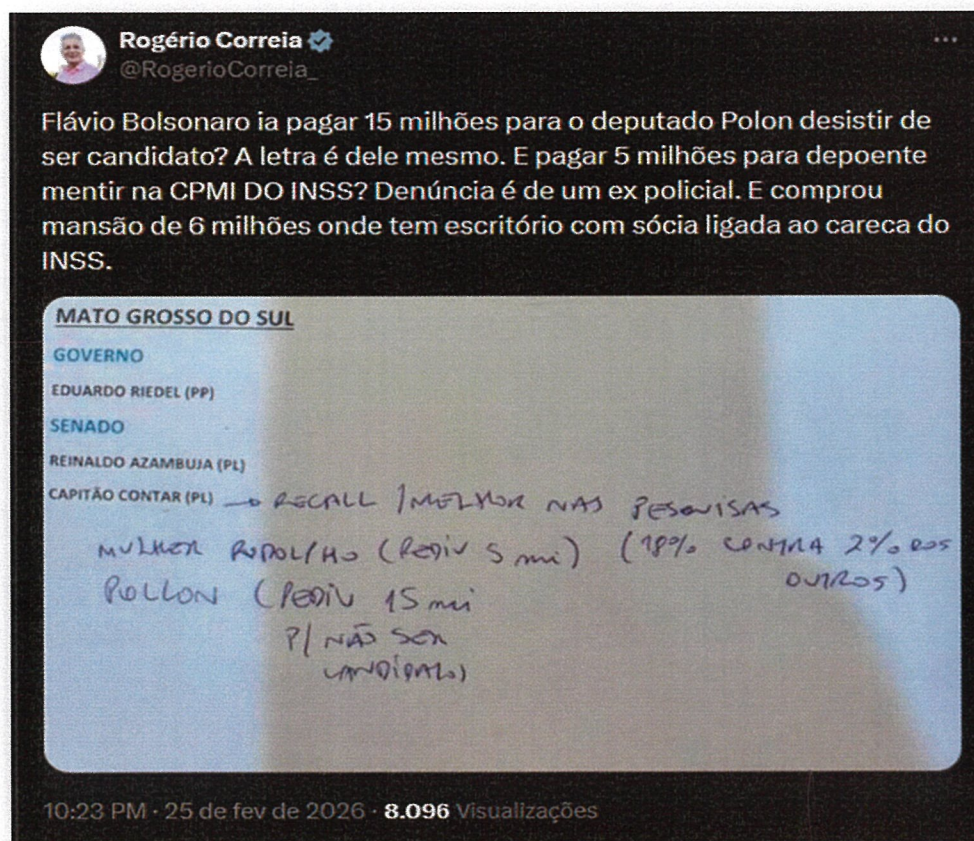 Rogério Correia
@RogerioCorreia_
Flávio Bolsonaro ia pagar 15 milhões para o deputado Polon desistir de
ser candidato? A letra é dele mesmo. E pagar 5 milhões para depoente
mentir na CPMI DO INSS? Denúncia é de um ex policial. E comprou
mansão de 6 milhões onde tem escritório com sócia ligada ao careca do
INSS.
MATO GROSSO DO SUL
GOVERNO
EDUARDO RIEDEL (PP)
SENADO
REINALDO AZAMBUJA (PL)
CAPITÃO CONTAR (PL) → RECALL / MELHOR NAS PESQUISAS
MULHER RODOLFHO (PEDIU 5 mi) (18% CONTRA 2% DOS
OUTROS)
POLLON (PEDIU 15 mi
P/ NÃO SER
CANDIDATO)
10:23 PM · 25 de fev de 2026 · 8.096 Visualizações